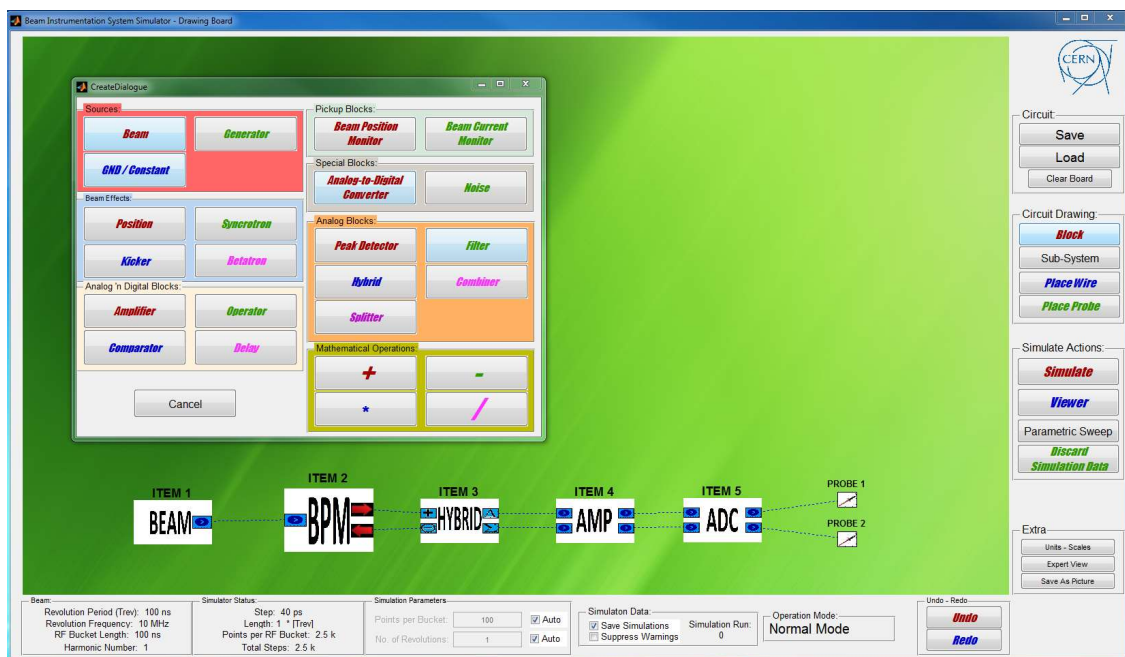 Beam Instrumentation System Simulator - Drawing Board
CERN
CreateDialogue
Sources:
Beam
Generator
GND / Constant
Beam Effects:
Position
Syncrotron
Kicker
Betatron
Analog 'n Digital Blocks:
Amplifier
Operator
Comparator
Delay
Cancel
Pickup Blocks:
Beam Position
Monitor
Beam Current
Monitor
Special Blocks:
Analog-to-Digital
Converter
Noise
Analog Blocks:
Peak Detector
Filter
Hybrid
Combiner
Splitter
Mathematical Operations:
+
-
*
/
Circuit:
Save
Load
Clear Board
Circuit Drawing:
Block
Sub-System
Place Wire
Place Probe
Simulate Actions:
Simulate
Viewer
Parametric Sweep
Discard
Simulation Data
Extra
Units - Scales
Expert View
Save As Picture
ITEM 1
BEAM
ITEM 2
BPM
ITEM 3
HYBRID
ITEM 4
AMP
ITEM 5
ADC
PROBE 1
PROBE 2
Beam:
Revolution Period (Trev): 100 ns
Revolution Frequency: 10 MHz
RF Bucket Length: 100 ns
Harmonic Number: 1
Simulator Status:
Step: 40 ps
Length: 1 * [Trev]
Points per RF Bucket: 2.5 k
Total Steps: 2.5 k
Simulation Parameters
Points per Bucket: 100 Auto
No. of Revolutions: 1 Auto
Simulaton Data:
Save Simulations
Suppress Warnings
Simulation Run:
0
Operation Mode:
Normal Mode
Undo - Redo
Undo
Redo